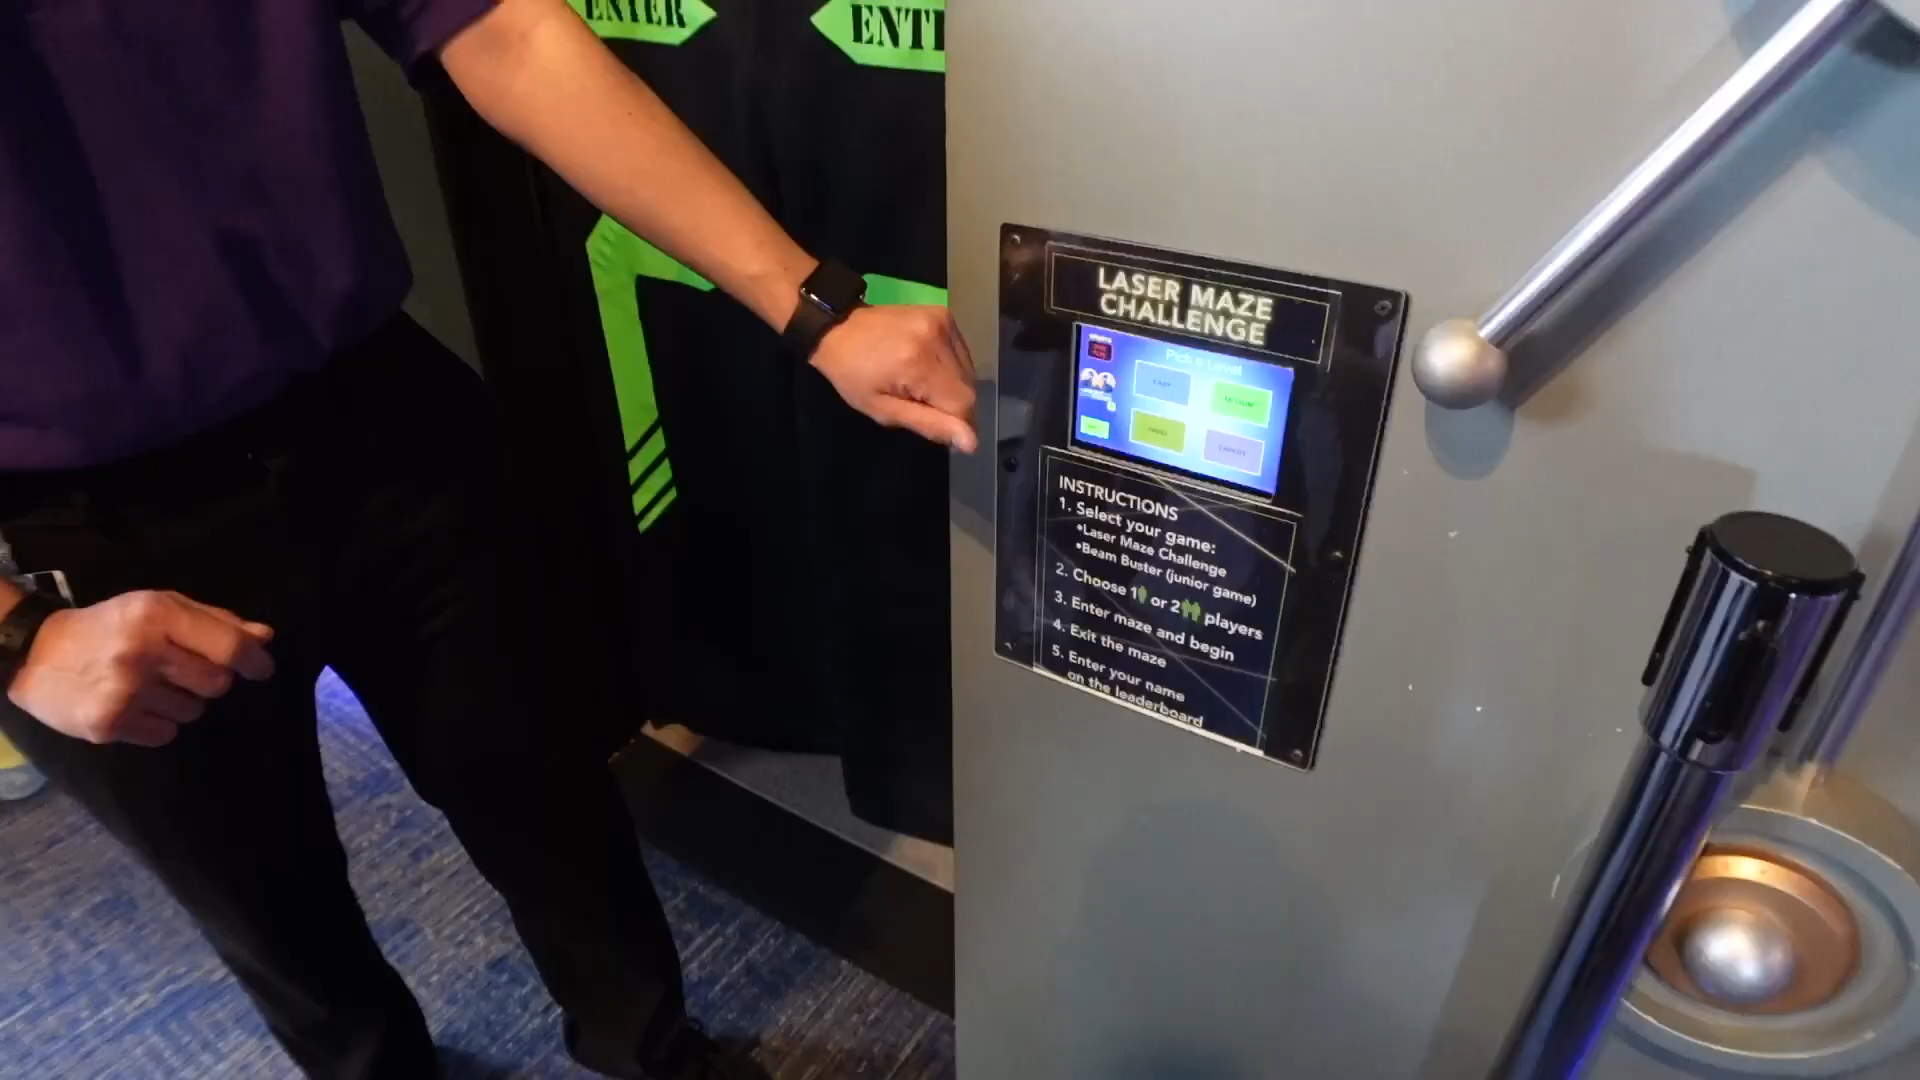 ENTER
ENTE
LASER MAZE
CHALLENGE
Pick a Level
EASY
MEDIUM
HARD
EXPERT
INSTRUCTIONS
1. Select your game:
•Laser Maze Challenge
•Beam Buster (junior game)
2. Choose 1 or 2 players
3. Enter maze and begin
4. Exit the maze
5. Enter your name
on the leaderboard